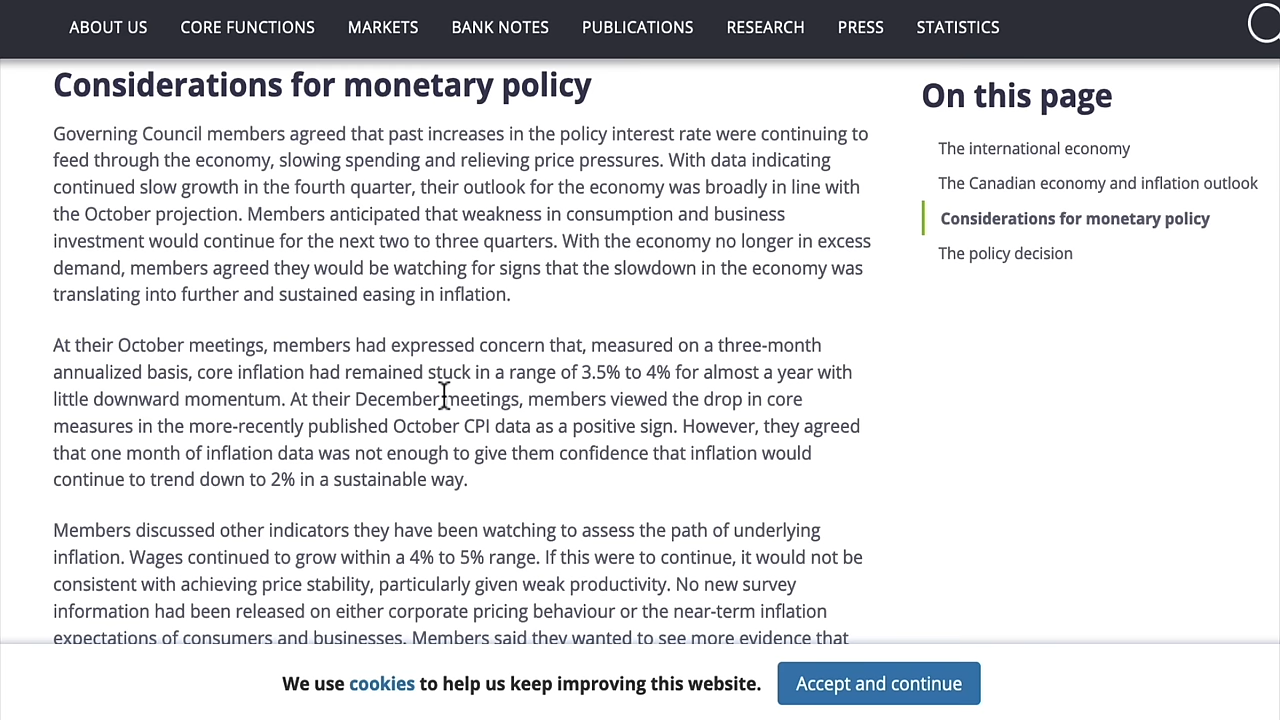 ABOUT US CORE FUNCTIONS MARKETS BANK NOTES PUBLICATIONS RESEARCH PRESS STATISTICS
Considerations for monetary policy
Governing Council members agreed that past increases in the policy interest rate were continuing to
feed through the economy, slowing spending and relieving price pressures. With data indicating
continued slow growth in the fourth quarter, their outlook for the economy was broadly in line with
the October projection. Members anticipated that weakness in consumption and business
investment would continue for the next two to three quarters. With the economy no longer in excess
demand, members agreed they would be watching for signs that the slowdown in the economy was
translating into further and sustained easing in inflation.
At their October meetings, members had expressed concern that, measured on a three-month
annualized basis, core inflation had remained stuck in a range of 3.5% to 4% for almost a year with
little downward momentum. At their December meetings, members viewed the drop in core
measures in the more-recently published October CPI data as a positive sign. However, they agreed
that one month of inflation data was not enough to give them confidence that inflation would
continue to trend down to 2% in a sustainable way.
Members discussed other indicators they have been watching to assess the path of underlying
inflation. Wages continued to grow within a 4% to 5% range. If this were to continue, it would not be
consistent with achieving price stability, particularly given weak productivity. No new survey
information had been released on either corporate pricing behaviour or the near-term inflation
expectations of consumers and businesses. Members said they wanted to see more evidence that
On this page
The international economy
The Canadian economy and inflation outlook
Considerations for monetary policy
The policy decision
We use cookies to help us keep improving this website.
Accept and continue